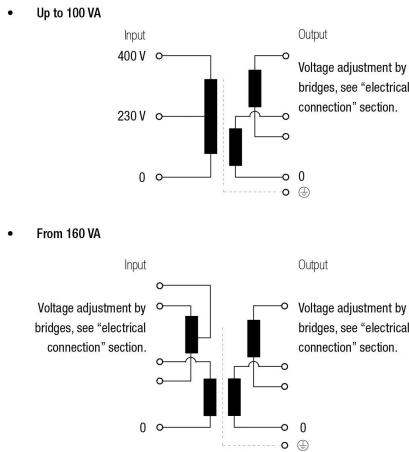 • Up to 100 VA
Input
Output
400 V
Voltage adjustment by
bridges, see “electrical
connection” section.
230 V
0
0
• From 160 VA
Input
Output
Voltage adjustment by
bridges, see “electrical
connection” section.
Voltage adjustment by
bridges, see “electrical
connection” section.
0
0